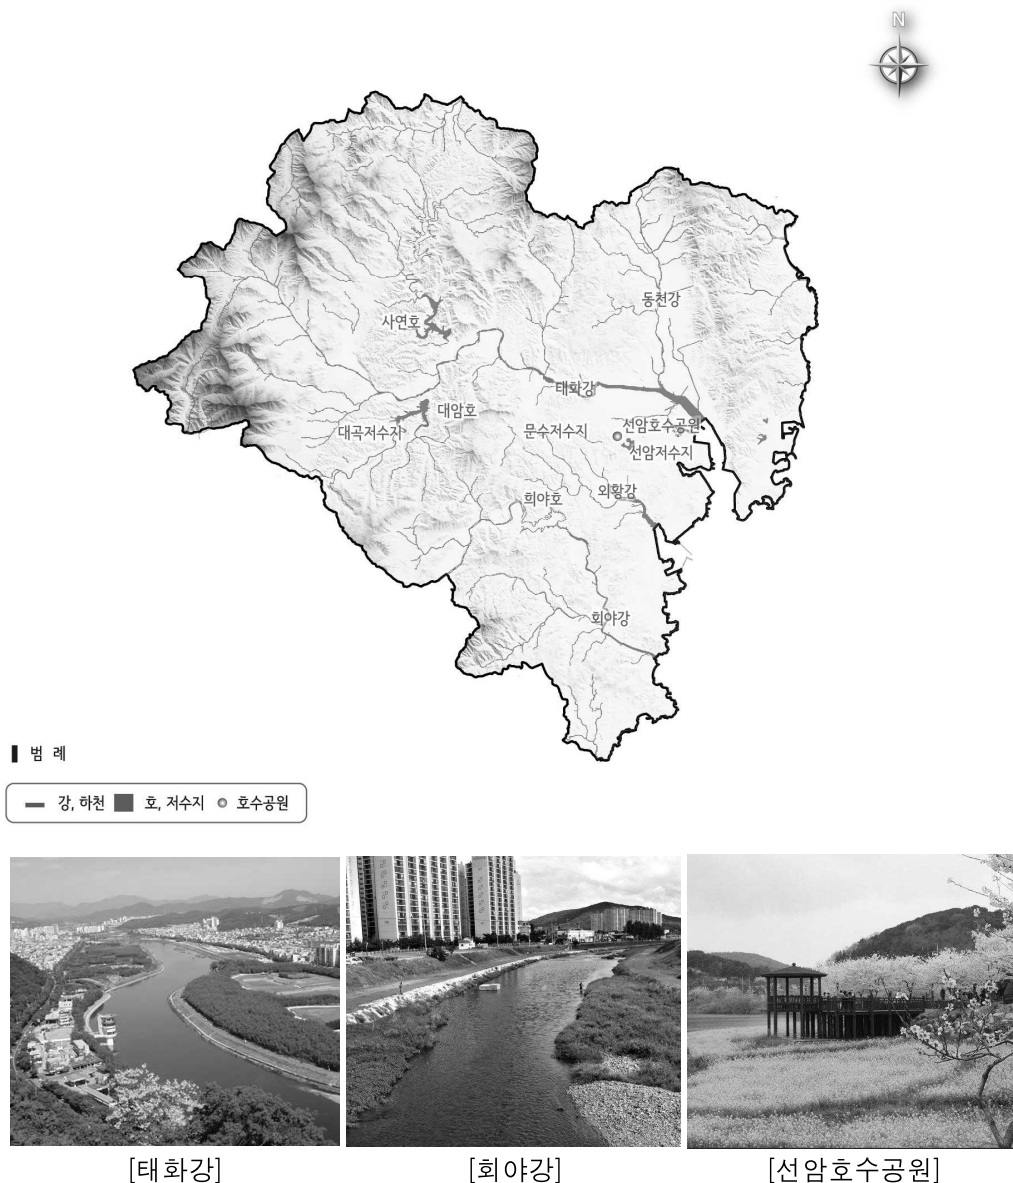 N
동천강
사연호
태화강
대암호
대곡저수지
문수저수지
선암호수공원
선암저수지
외황강
희야호
회야강
범 례
강, 하천
호, 저수지
호수공원
[태화강]
[회야강]
[선암호수공원]